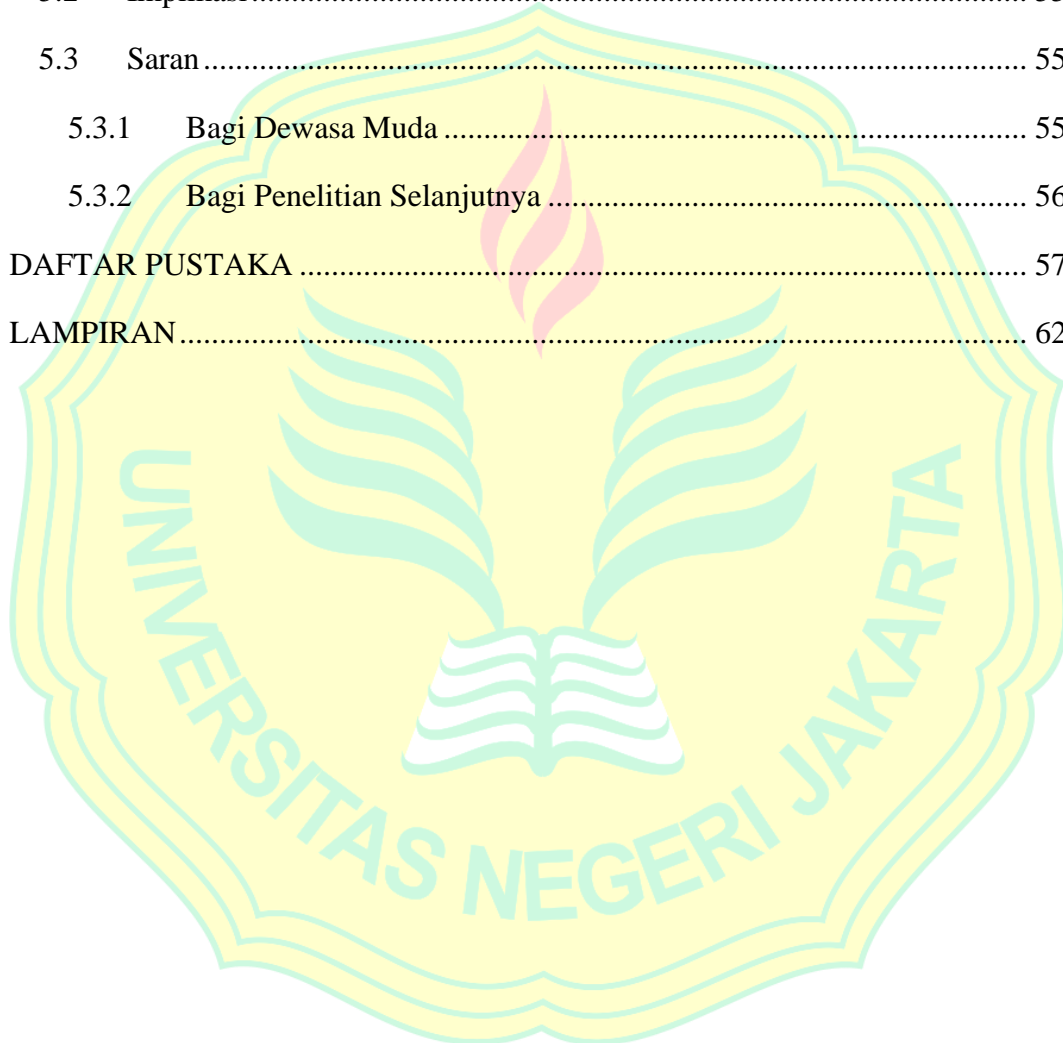 5.3 Saran ........................................................................................................ 55
5.3.1 Bagi Dewasa Muda .......................................................................... 55
5.3.2 Bagi Penelitian Selanjutnya ............................................................. 56
DAFTAR PUSTAKA ............................................................................................. 57
LAMPIRAN............................................................................................................ 62
UNIVERSITAS NEGERI JAKARTA